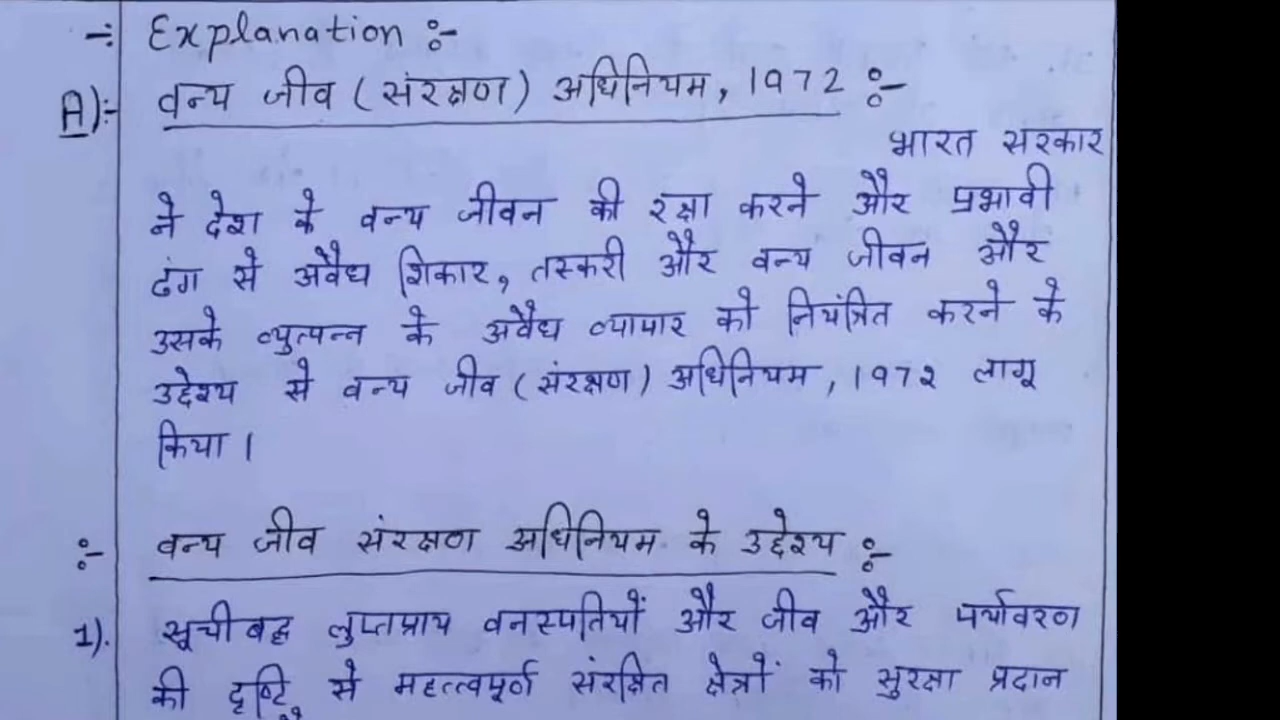 -: Explanation :-
A):- वन्य जीव (संरक्षण) अधिनियम, 1972 :-
भारत सरकार
ने देश के वन्य जीवन की रक्षा करने और प्रभावी
ढंग से अवैध शिकार, तस्करी और वन्य जीवन और
उसके व्युत्पन्न के अवैध व्यापार को नियंत्रित करने के
उद्देश्य से वन्य जीव (संरक्षण) अधिनियम, 1972 लागू
किया।
:- वन्य जीव संरक्षण अधिनियम के उद्देश्य :-
1). सूचीबद्ध लुप्तप्राय वनस्पतियों और जीव और पर्यावरण
की दृष्टि से महत्त्वपूर्ण संरक्षित क्षेत्रों को सुरक्षा प्रदान